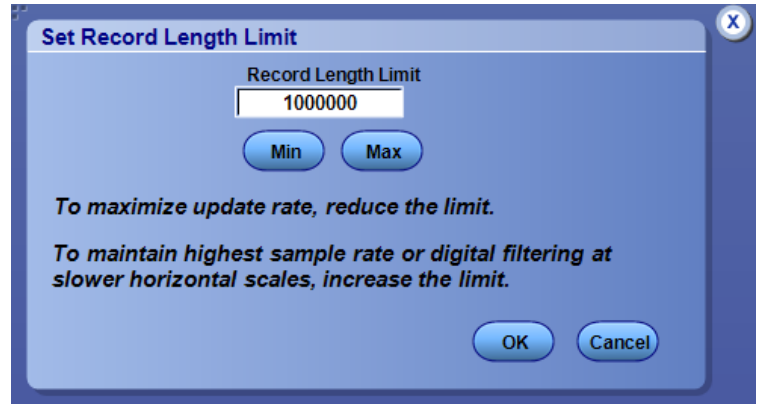 Set Record Length Limit
X
Record Length Limit
1000000
Min Max
To maximize update rate, reduce the limit.
To maintain highest sample rate or digital filtering at
slower horizontal scales, increase the limit.
OK Cancel